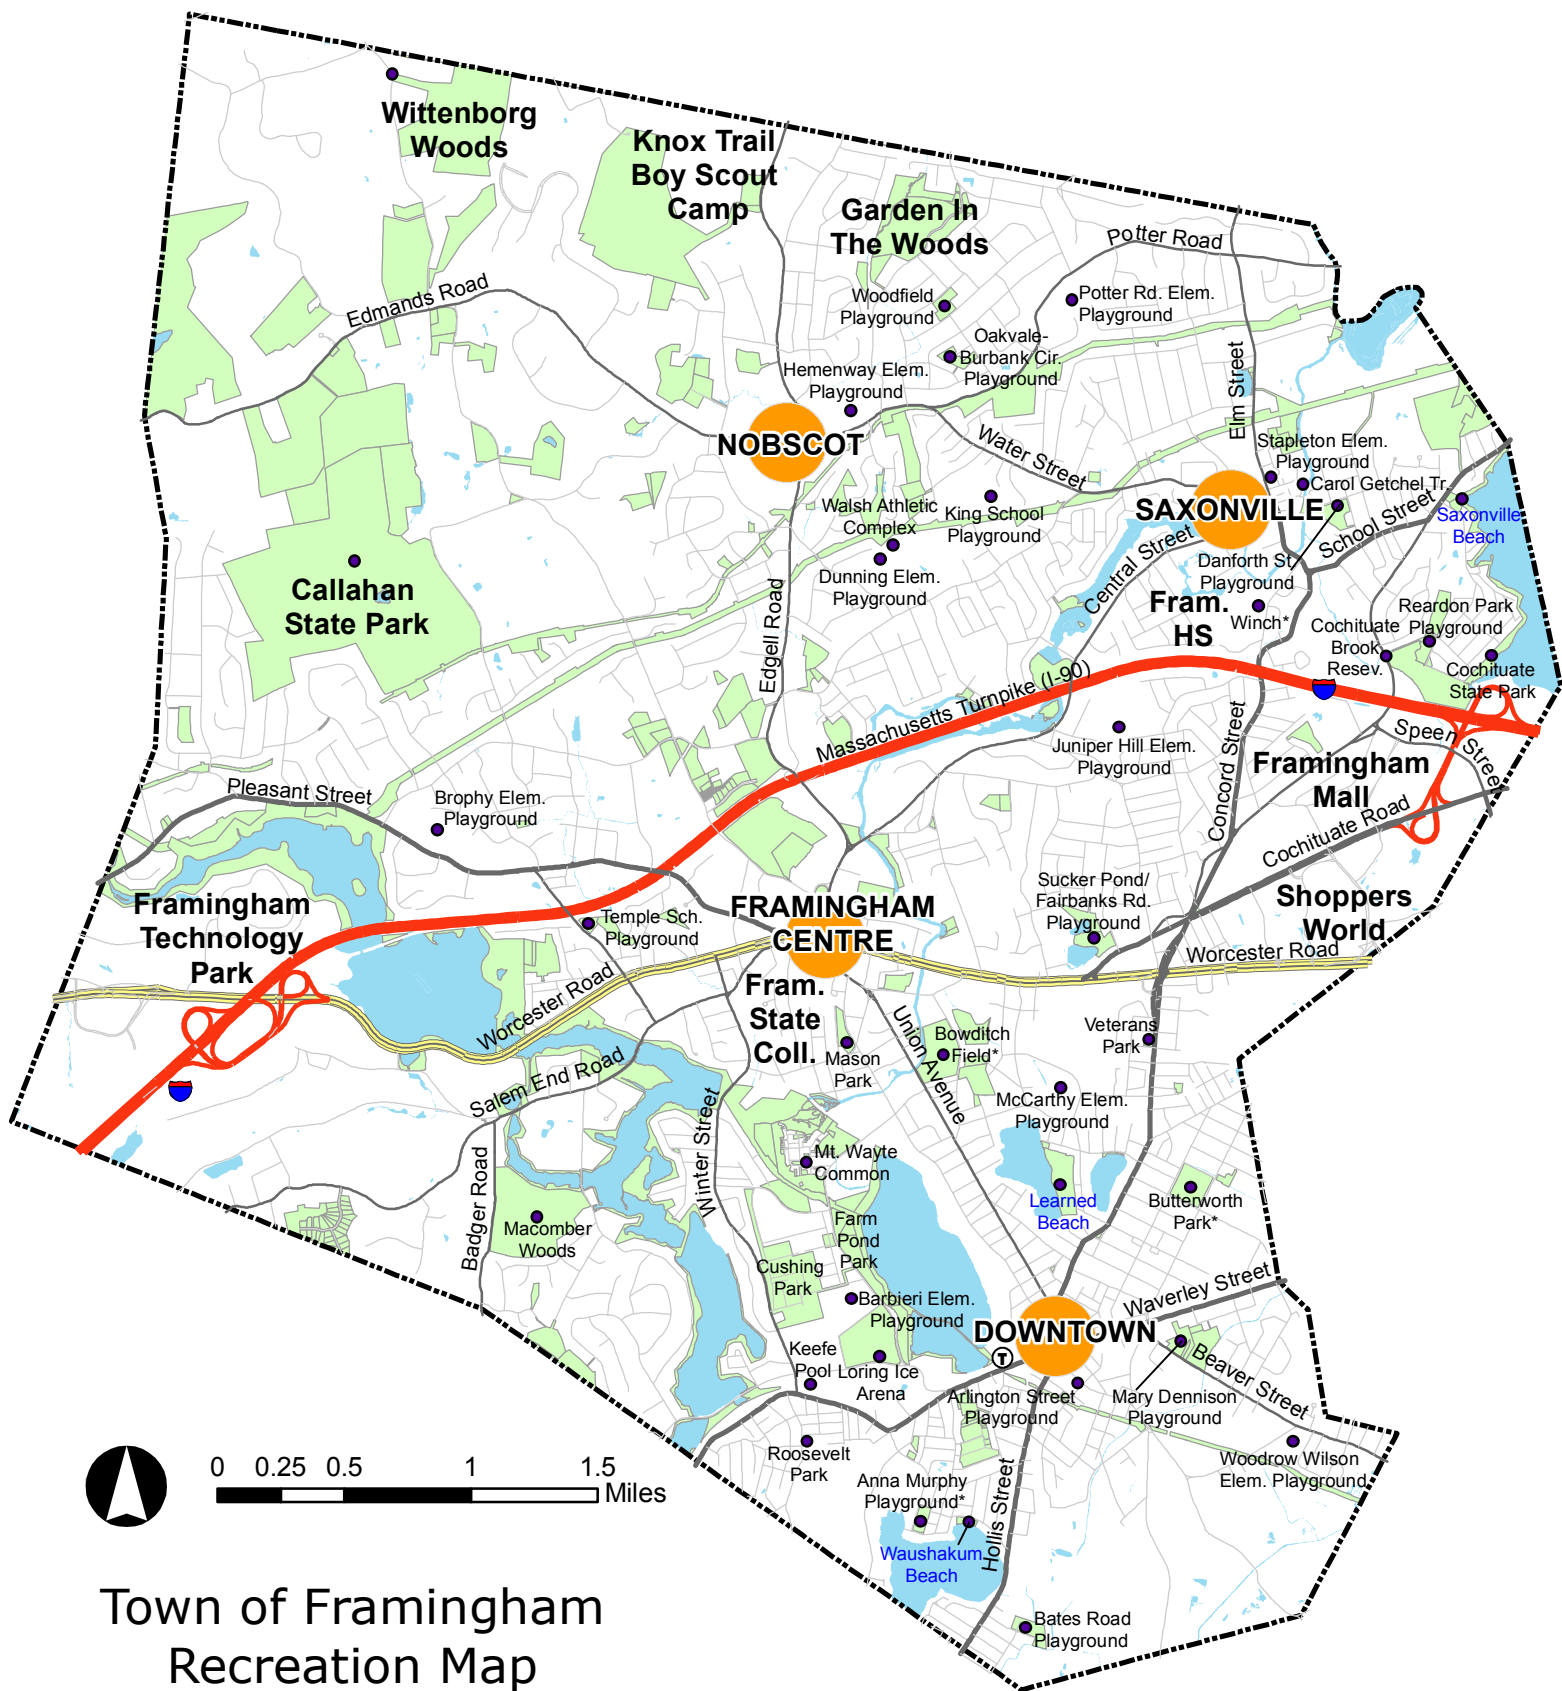 Wittenborg
Woods
Knox Trail
Boy Scout
Camp
Garden In
The Woods
Potter Road
Edmands Road
Woodfield
Playground
Potter Rd. Elem.
Playground
Oakvale-
Burbank Cir.
Playground
Hemenway Elem.
Playground
Elm Street
NOBSCOT
Water Street
Stapleton Elem.
Playground
Carol Getchel Tr.
SAXONVILLE
School Street
Saxonville
Beach
Walsh Athletic
Complex
King School
Playground
Dunning Elem.
Playground
Central Street
Danforth St.
Playground
Callahan
State Park
Edgell Road
Fram.
HS
Winch*
Reardon Park
Playground
Cochituate
Brook
Resev.
Cochituate
State Park
Massachusetts Turnpike (I-90)
Juniper Hill Elem.
Playground
Concord Street
Speen Street
Framingham
Mall
Pleasant Street
Brophy Elem.
Playground
Cochituate Road
Sucker Pond/
Fairbanks Rd.
Playground
Shoppers
World
Framingham
Technology
Park
Temple Sch.
Playground
FRAMINGHAM
CENTRE
Worcester Road
Worcester Road
Fram.
State
Coll.
Union Avenue
Mason
Park
Bowditch
Field*
Veterans
Park
Salem End Road
McCarthy Elem.
Playground
Winter Street
Badger Road
Mt. Wayte
Common
Learned
Beach
Butterworth
Park*
Macomber
Woods
Farm
Pond
Park
Cushing
Park
Barbieri Elem.
Playground
Waverley Street
DOWNTOWN
T
Keefe
Pool
Loring Ice
Arena
Beaver Street
Arlington Street
Playground
Mary Dennison
Playground
Roosevelt
Park
Woodrow Wilson
Elem. Playground
Anna Murphy
Playground*
Hollis Street
Waushakum
Beach
Bates Road
Playground
0 0.25 0.5 1 1.5
Miles
Town of Framingham
Recreation Map